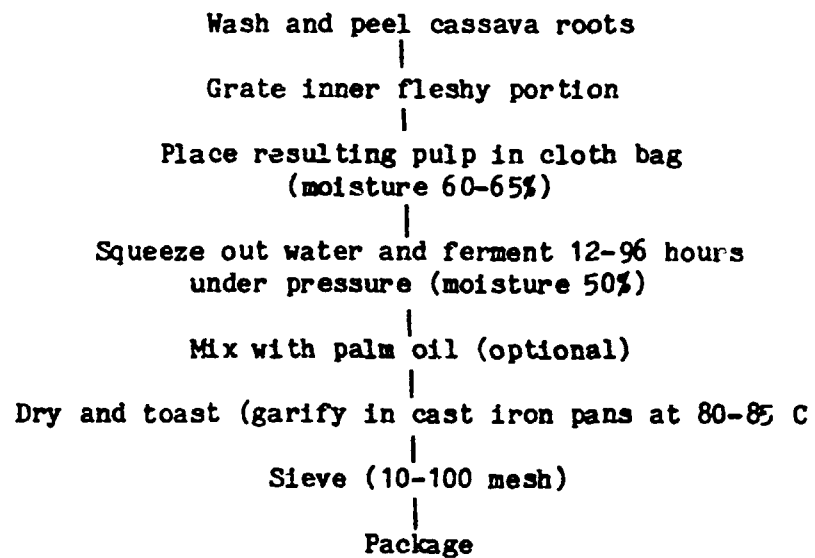 Wash and peel cassava roots
Grate inner fleshy portion
Place resulting pulp in cloth bag
(moisture 60-65%)
Squeeze out water and ferment 12-96 hours
under pressure (moisture 50%)
Mix with palm oil (optional)
Dry and toast (garify in cast iron pans at 80-85 C
Sieve (10-100 mesh)
Package